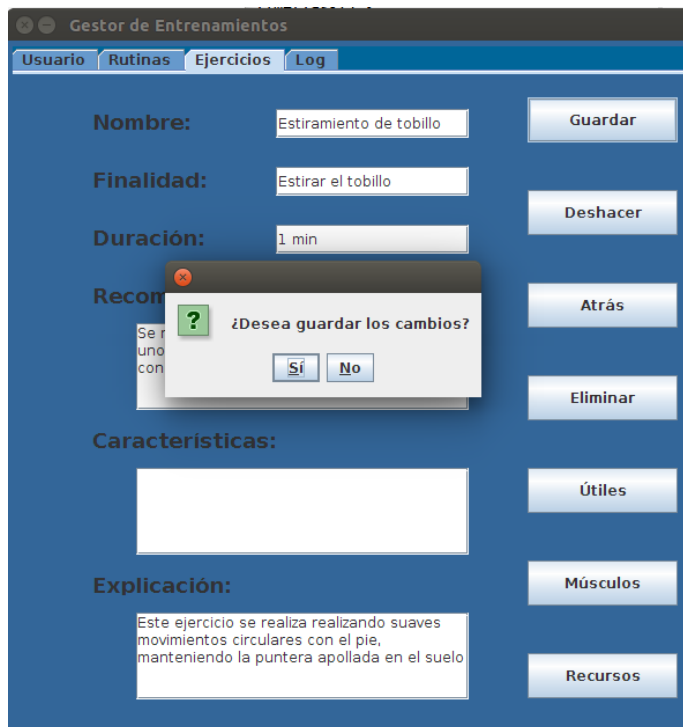 Gestor de Entrenamientos
Usuario Rutinas Ejercicios Log
Nombre: Estiramiento de tobillo
Guardar
Finalidad: Estirar el tobillo
Deshacer
Duración: 1 min
Atrás
Recom
Se r
uno
con
? ¿Desea guardar los cambios?
Sí No
Eliminar
Características:
Útiles
Explicación:
Músculos
Este ejercicio se realiza realizando suaves
movimientos circulares con el pie,
manteniendo la puntera apollada en el suelo
Recursos